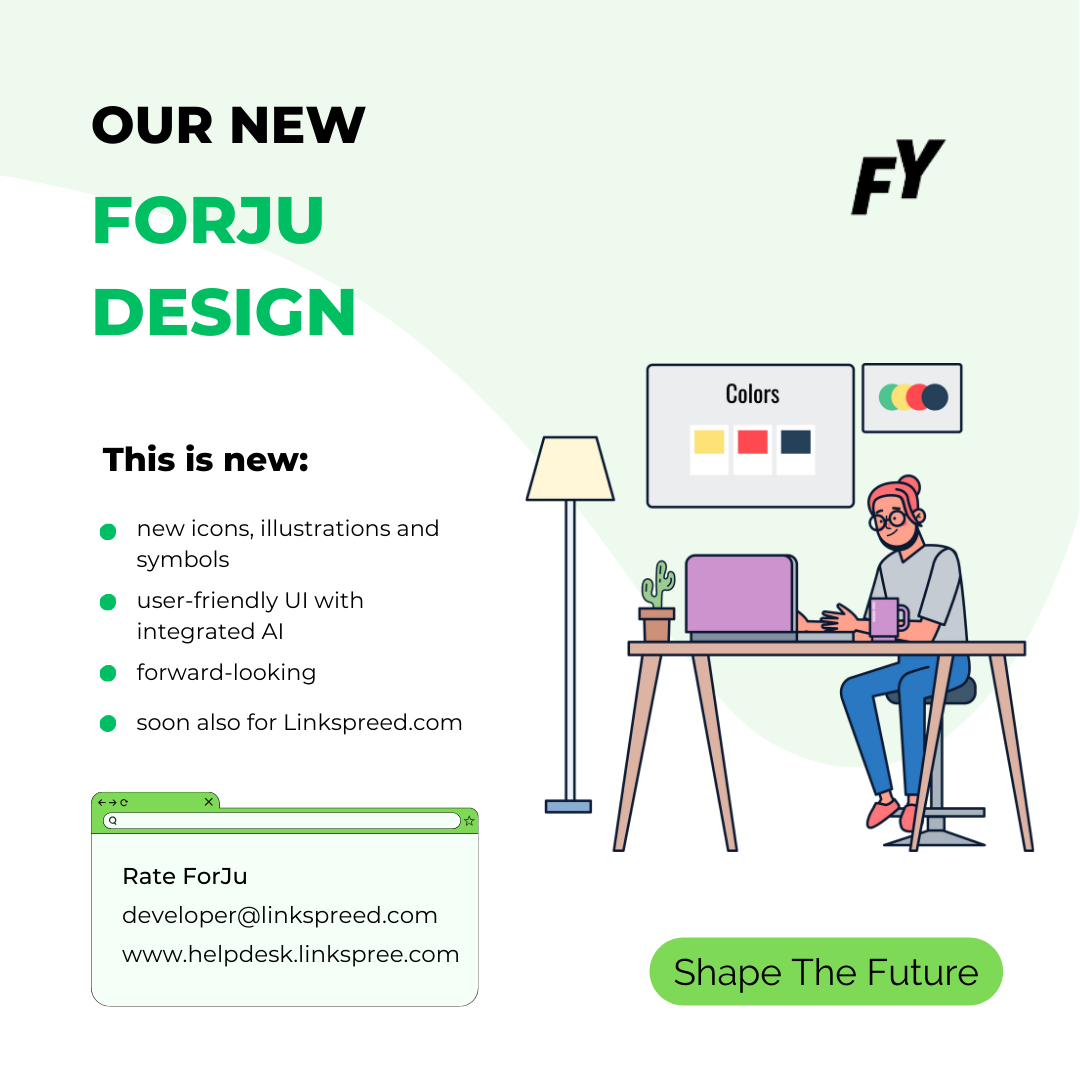 OUR NEW
FORJU
DESIGN
FY
Colors
This is new:
new icons, illustrations and
symbols
user-friendly UI with
integrated AI
forward-looking
soon also for Linkspreed.com
Rate ForJu
developer@linkspreed.com
www.helpdesk.linkspree.com
Shape The Future